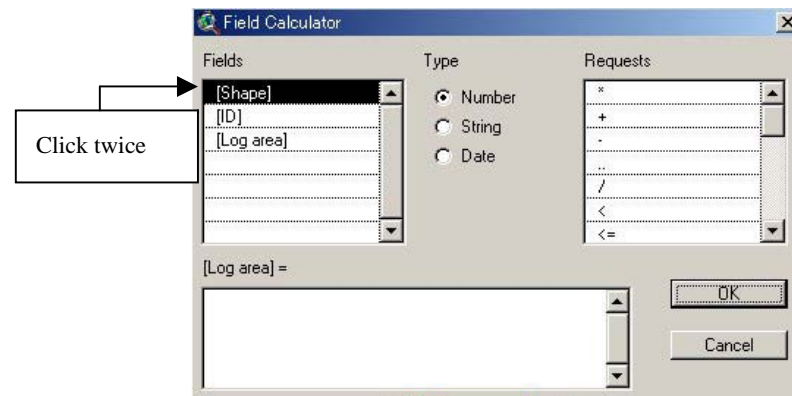 Field Calculator
Fields
Type
Requests
[Shape]
[ID]
[Log area]
Number
String
Date
*
+
-
..
/
<
<=
Click twice
[Log area] =
OK
Cancel